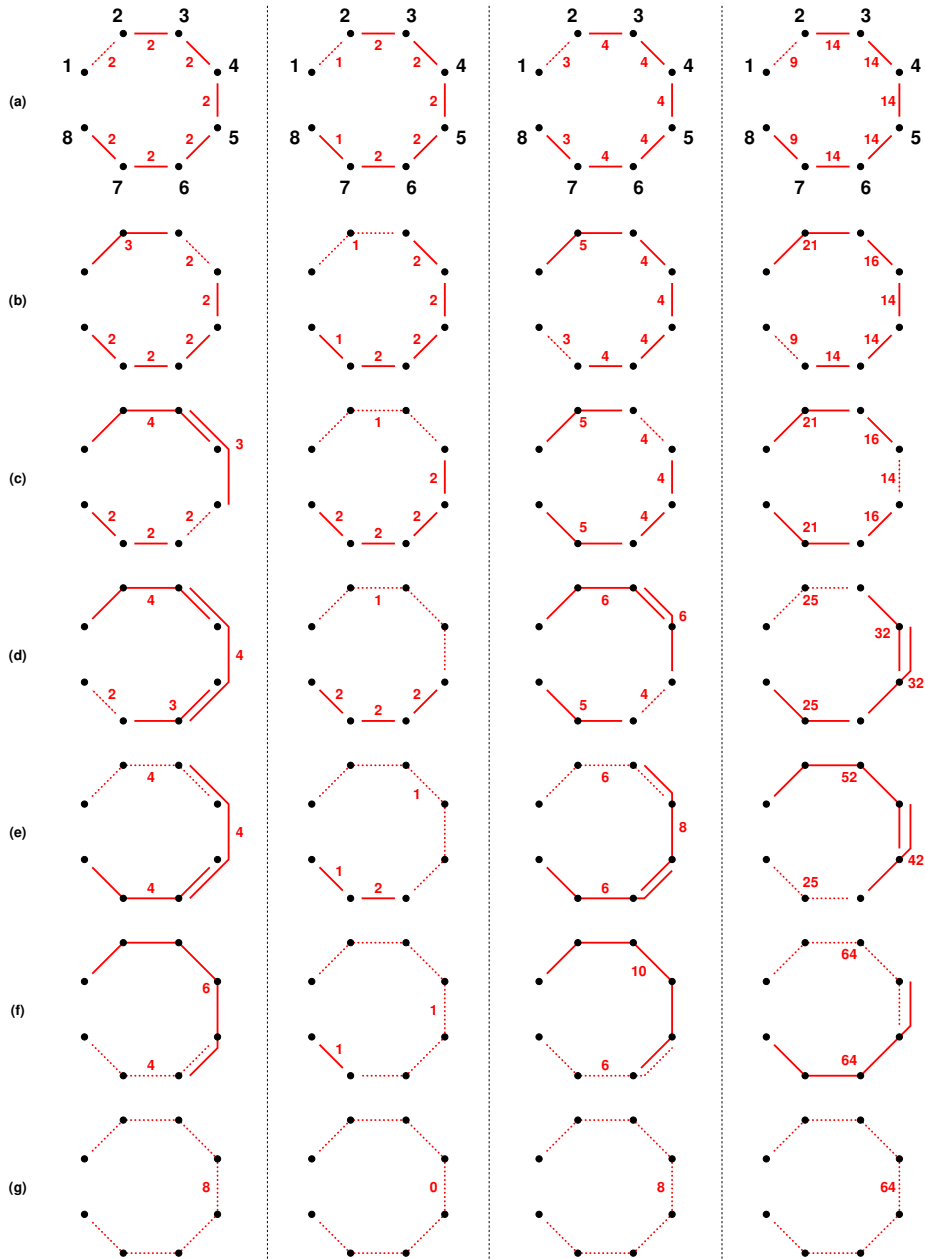 2 3 2 3 2 3 2 3
2 2 4 14
1 2 2 4 1 1 2 4 1 3 4 4 1 9 14 4
(a) 2 2 4 14
8 2 2 5 8 1 2 5 8 3 4 5 8 9 14 5
2 2 4 14
7 6 7 6 7 6 7 6
3 1 5 21
2 2 4 16
(b) 2 2 4 14
2 2 1 2 3 4 9 14
2 2 4 14
4 3 1 5 4 21 16
(c) 2 14
2 2 2 2 4 5 16
2 2 21
4 1 6 6 25
(d) 4 32 32
2 3 2 2 2 5 4 25
4 1 6 52
(e) 4 8 42
4 1 2 6 25
64
10
(f) 6 1
4 1 6 64
(g) 8 0 8 64